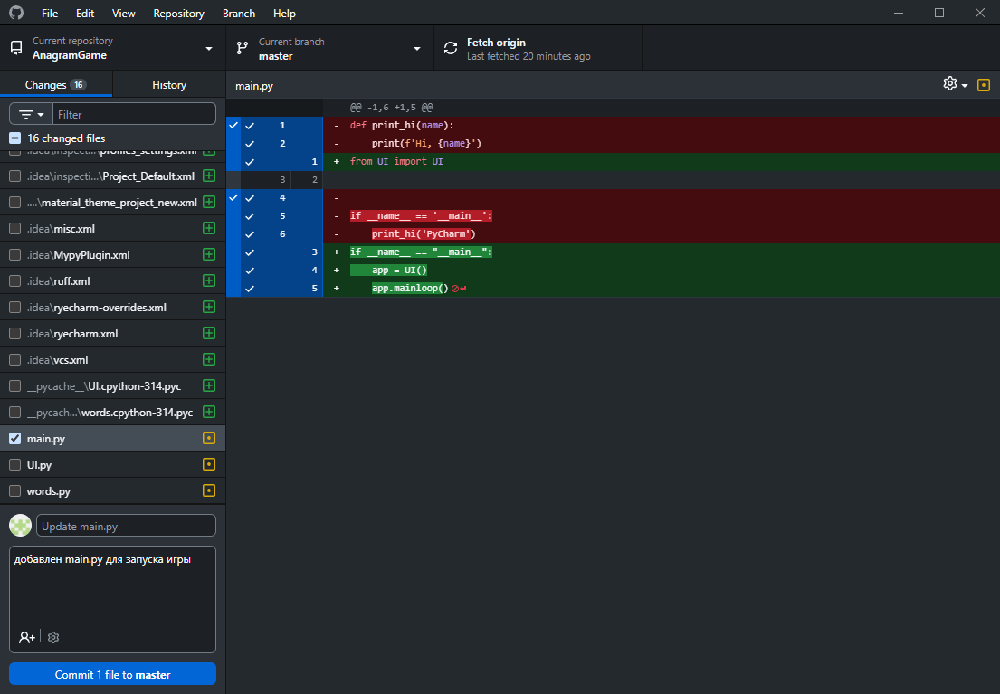 File Edit View Repository Branch Help
Current repository
AnagramGame
Current branch
master
Fetch origin
Last fetched 20 minutes ago
Changes 16
History
main.py
Filter
16 changed files
.idea\inspect...\profiles_settings.xml
.idea\inspecti...\Project_Default.xml
....\material_theme_project_new.xml
.idea\misc.xml
.idea\MypyPlugin.xml
.idea\ruff.xml
.idea\ryecharm-overrides.xml
.idea\ryecharm.xml
.idea\vcs.xml
__pycache__\UI.cpython-314.pyc
__pycach...\words.cpython-314.pyc
main.py
UI.py
words.py
Update main.py
добавлен main.py для запуска игры
Commit 1 file to master
@@ -1,6 +1,5 @@
1 - def print_hi(name):
2 - print(f'Hi, {name}')
1 + from UI import UI
3 2
4 -
5 - if __name__ == '__main__':
6 - print_hi('PyCharm')
3 + if __name__ == "__main__":
4 + app = UI()
5 + app.mainloop()